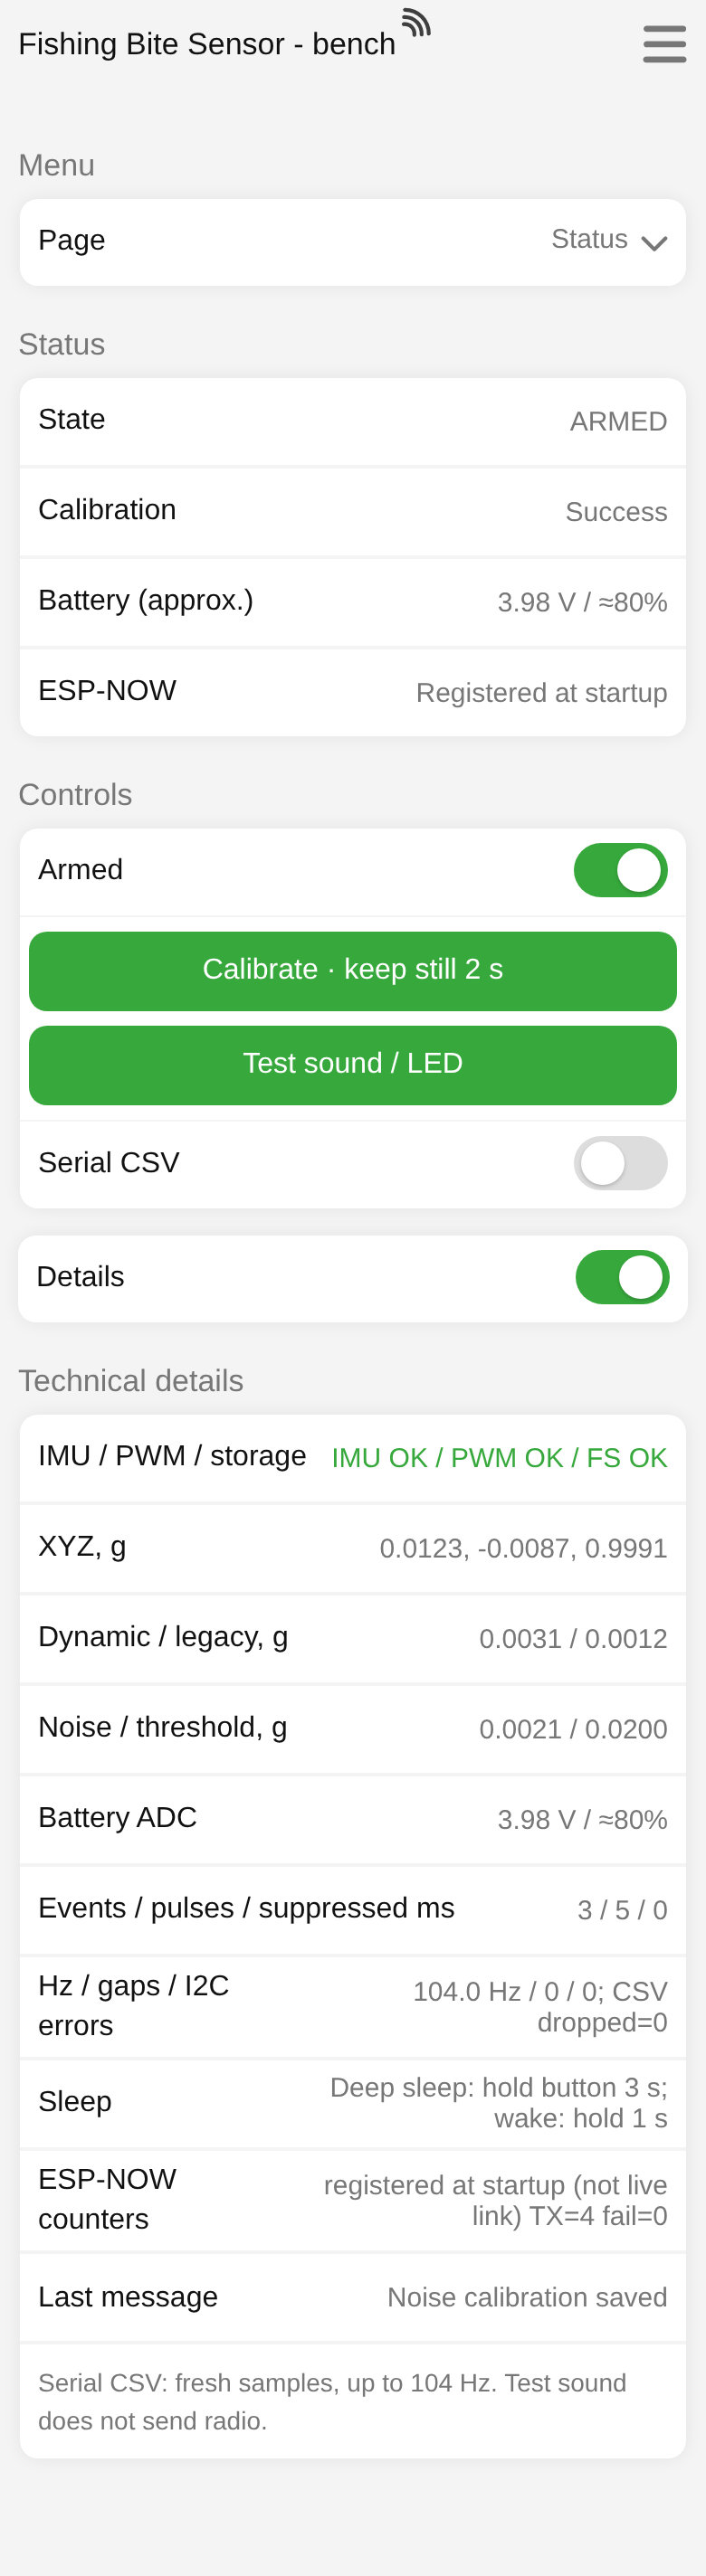 Fishing Bite Sensor - bench
Menu
Page Status
Status
State ARMED
Calibration Success
Battery (approx.) 3.98 V / ≈80%
ESP-NOW Registered at startup
Controls
Armed
Calibrate · keep still 2 s
Test sound / LED
Serial CSV
Details
Technical details
IMU / PWM / storage IMU OK / PWM OK / FS OK
XYZ, g 0.0123, -0.0087, 0.9991
Dynamic / legacy, g 0.0031 / 0.0012
Noise / threshold, g 0.0021 / 0.0200
Battery ADC 3.98 V / ≈80%
Events / pulses / suppressed ms 3 / 5 / 0
Hz / gaps / I2C
errors
104.0 Hz / 0 / 0; CSV
dropped=0
Sleep
Deep sleep: hold button 3 s;
wake: hold 1 s
ESP-NOW
counters
registered at startup (not live
link) TX=4 fail=0
Last message Noise calibration saved
Serial CSV: fresh samples, up to 104 Hz. Test sound
does not send radio.